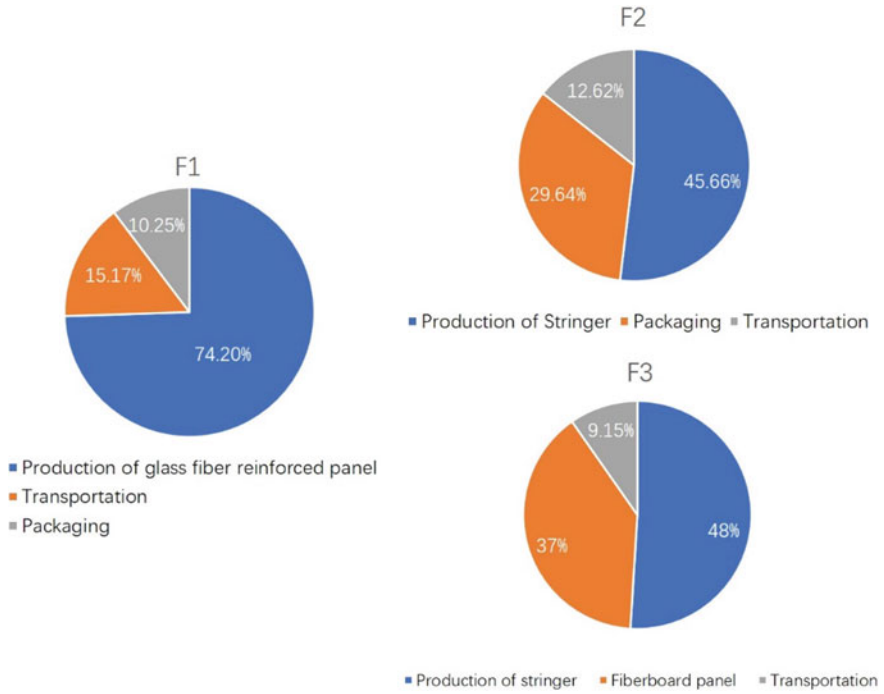 F1
10.25%
15.17%
74.20%
Production of glass fiber reinforced panel
Transportation
Packaging
F2
12.62%
45.66%
29.64%
Production of Stringer Packaging Transportation
F3
9.15%
48%
37%
Production of stringer Fiberboard panel Transportation